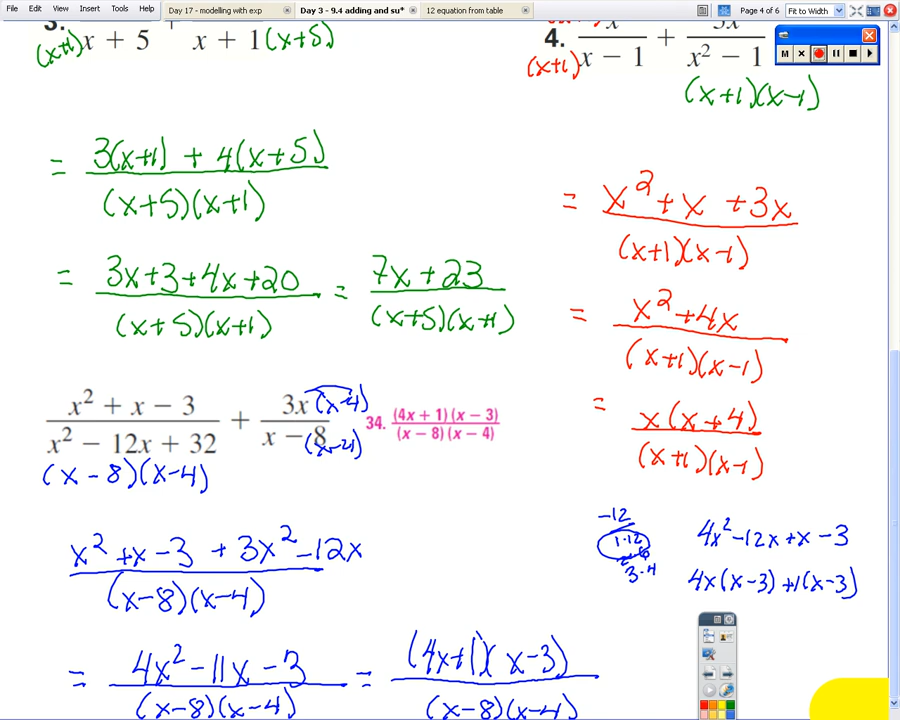 File Edit View Insert Tools Help
Day 17 - modelling with exp
Day 3 - 9.4 adding and su*
12 equation from table
Page 4 of 6
Fit to Width
M
(x+1) x + 5 + x + 1 (x+5)
= 3(x+1) + 4(x+5)
(x+5)(x+1)
= 3x+3+4x+20 = 7x+23
(x+5)(x+1) (x+5)(x+1)
4. + 
(x+1) x − 1 x² − 1
(x+1)(x−1)
= x² + x + 3x
(x+1)(x−1)
= x² + 4x
(x+1)(x−1)
= x(x+4)
(x+1)(x−1)
x² + x − 3 + 3x (x−4)
x² − 12x + 32 x − 8 (x−4)
(x−8)(x−4)
34. (4x + 1)(x − 3)
(x − 8)(x − 4)
x² + x − 3 + 3x² − 12x
(x−8)(x−4)
= 4x² − 11x − 3 = (4x+1)(x−3)
(x−8)(x−4) (x−8)(x−4)
−12
1·12
3·4
4x² − 12x + x − 3
4x(x−3) + 1(x−3)